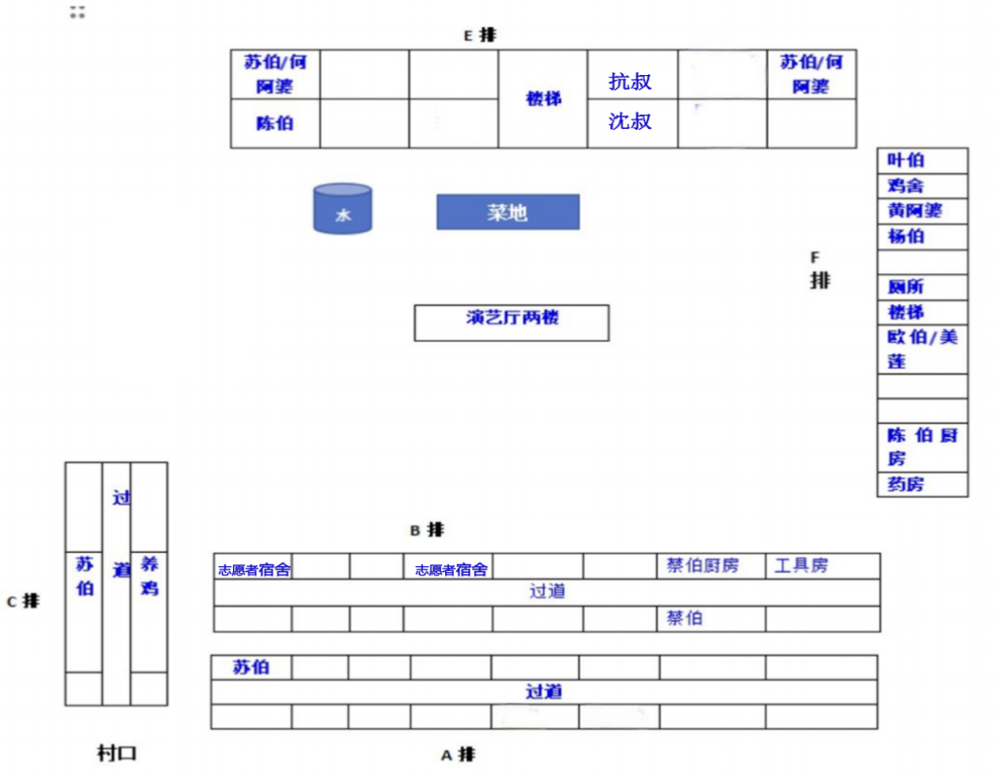 E 排
苏伯/何
阿婆
陈伯
楼梯
抗叔
沈叔
苏伯/何
阿婆
水
菜地
演艺厅两楼
F
排
叶伯
鸡舍
黄阿婆
杨伯
厕所
楼梯
欧伯/美
莲
陈伯厨
房
药房
C 排
苏
伯
过
道
养
鸡
B 排
志愿者宿舍
志愿者宿舍
蔡伯厨房
工具房
过道
蔡伯
苏伯
过道
村口
A 排